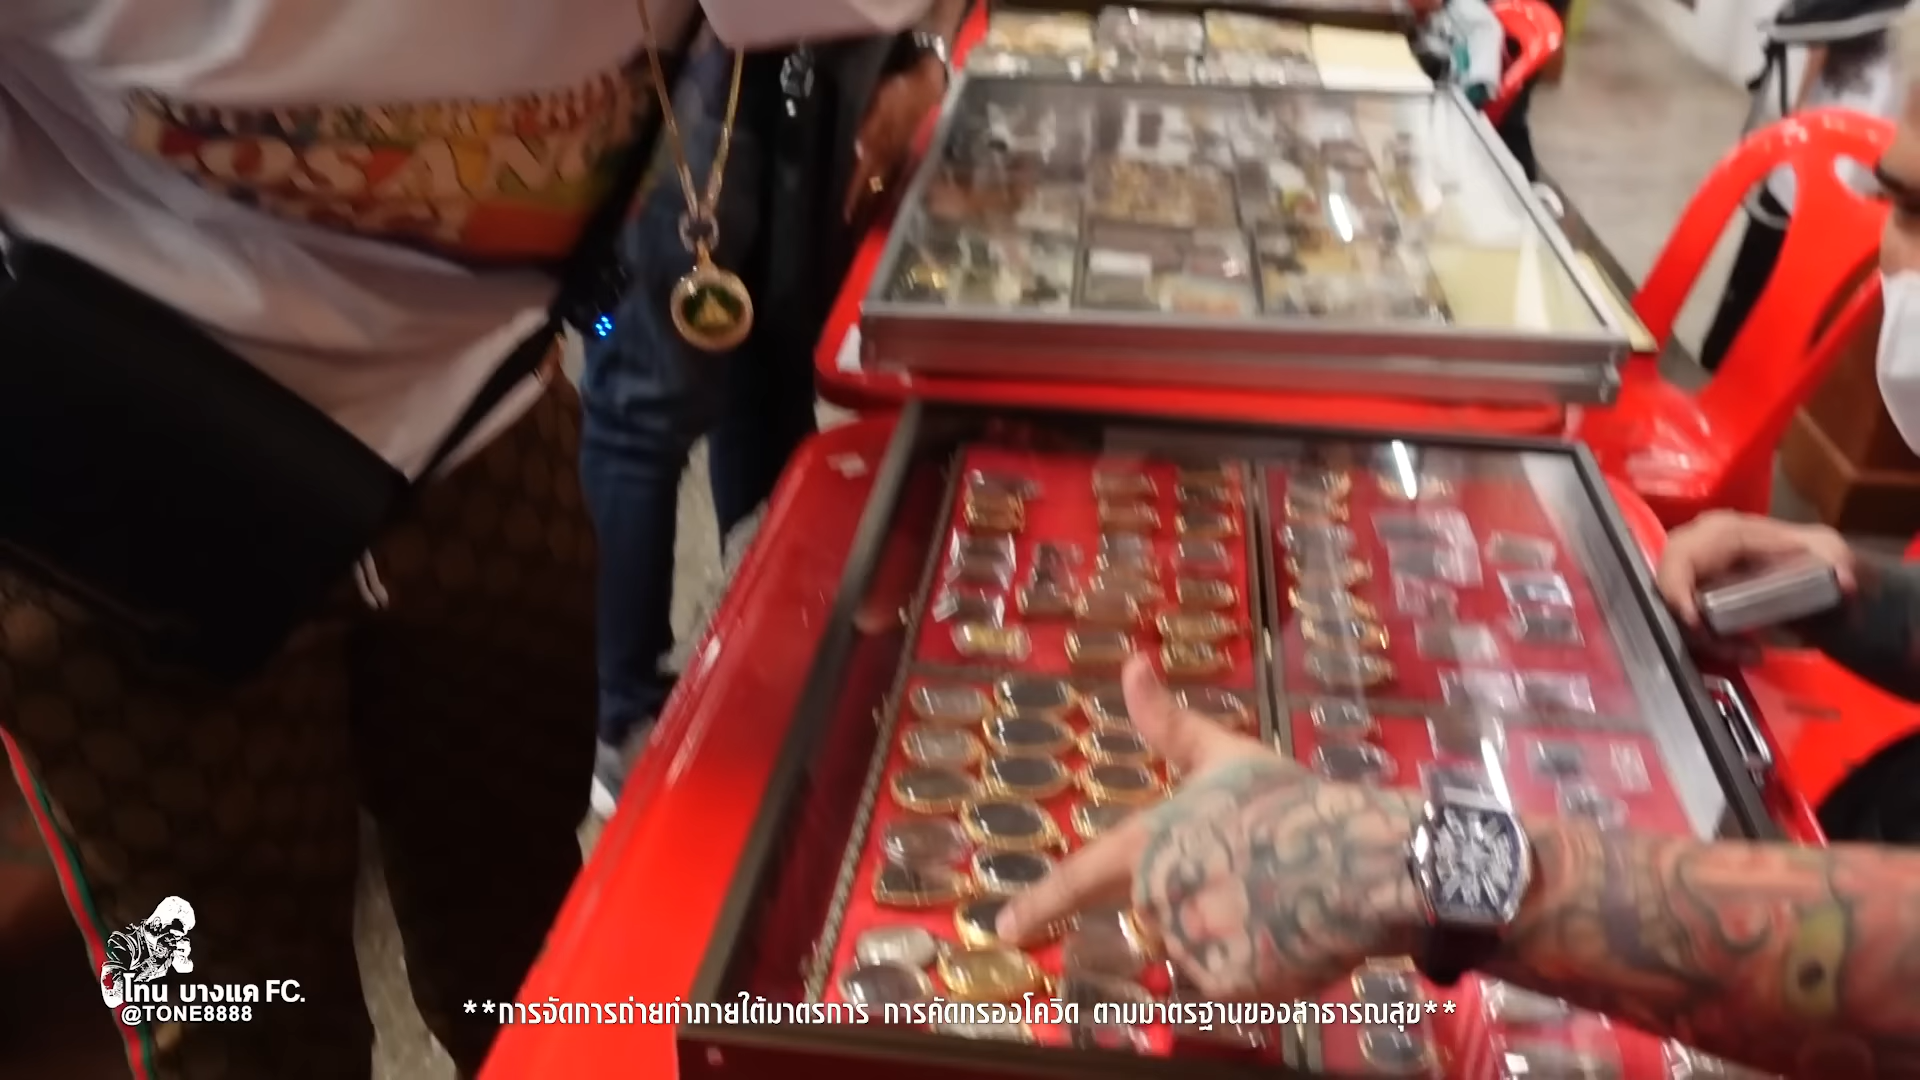 โทน บางแค FC.
@TONE8888
**การจัดการถ่ายทำภายใต้มาตรการ การคัดกรองโควิด ตามมาตรฐานของสาธารณสุข**